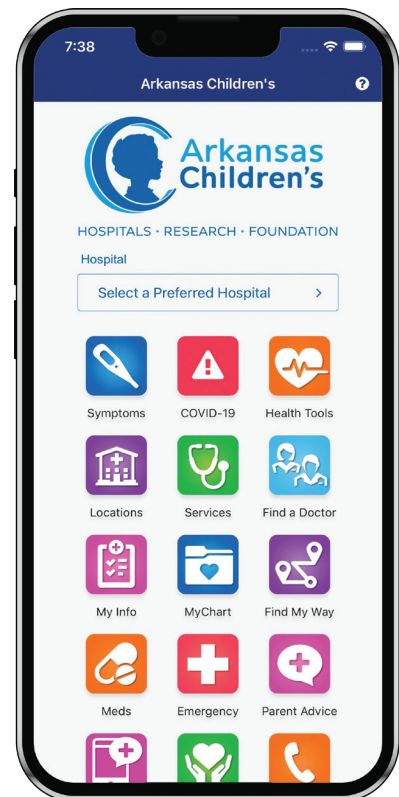 7:38
Arkansas Children's
?
Arkansas
Children's
HOSPITALS · RESEARCH · FOUNDATION
Hospital
Select a Preferred Hospital >
Symptoms COVID-19 Health Tools
Locations Services Find a Doctor
My Info MyChart Find My Way
Meds Emergency Parent Advice